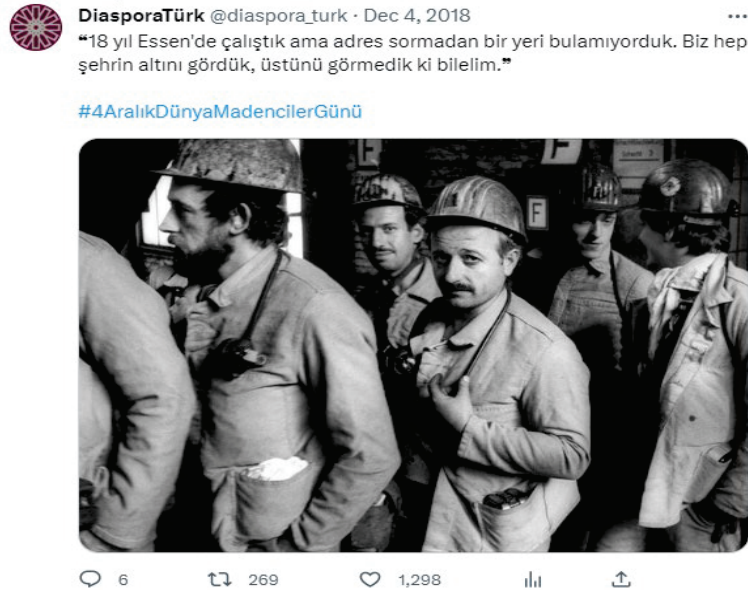 DiasporaTürk @diaspora_turk · Dec 4, 2018
❝18 yıl Essen'de çalıştık ama adres sormadan bir yeri bulamıyorduk. Biz hep
şehrin altını gördük, üstünü görmedik ki bilelim.❞
#4AralıkDünyaMadencilerGünü
F
F
F
6 269 1,298